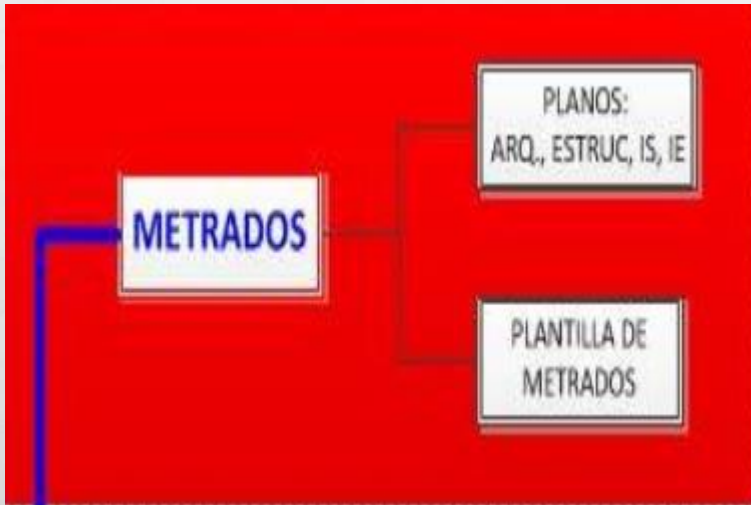 METRADOS
PLANOS:
ARQ., ESTRUC, IS, IE
PLANTILLA DE
METRADOS